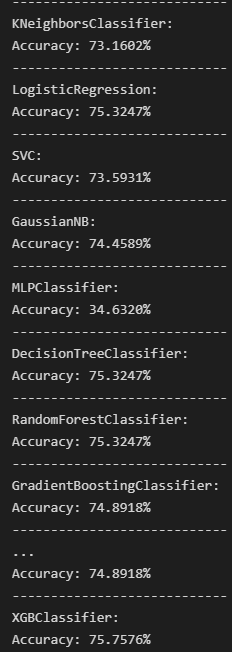 ---------------------------
KNeighborsClassifier:
Accuracy: 73.1602%
---------------------------
LogisticRegression:
Accuracy: 75.3247%
---------------------------
SVC:
Accuracy: 73.5931%
---------------------------
GaussianNB:
Accuracy: 74.4589%
---------------------------
MLPClassifier:
Accuracy: 34.6320%
---------------------------
DecisionTreeClassifier:
Accuracy: 75.3247%
---------------------------
RandomForestClassifier:
Accuracy: 75.3247%
---------------------------
GradientBoostingClassifier:
Accuracy: 74.8918%
---------------------------
...
Accuracy: 74.8918%
---------------------------
XGBClassifier:
Accuracy: 75.7576%